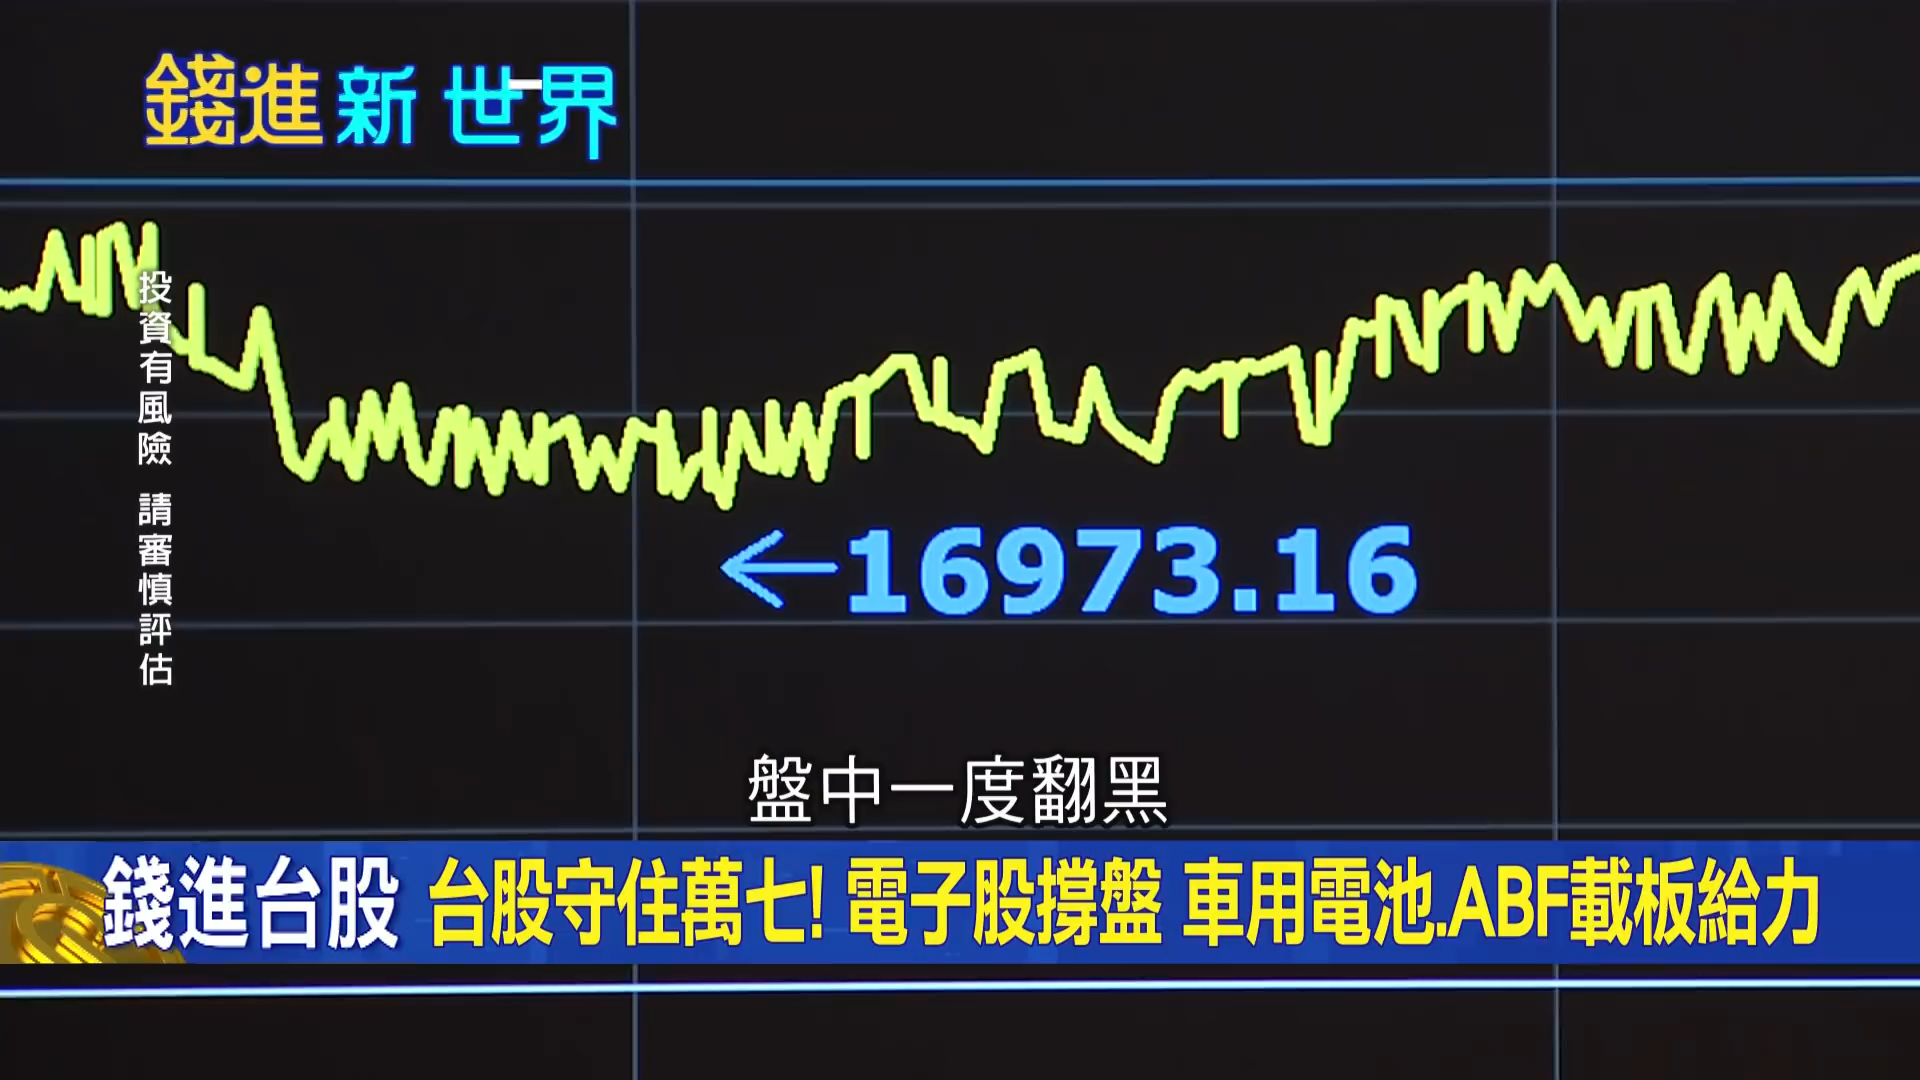 錢進新世界
投資有風險 請審慎評估
←16973.16
盤中一度翻黑
錢進台股 台股守住萬七! 電子股撐盤 車用電池.ABF載板給力